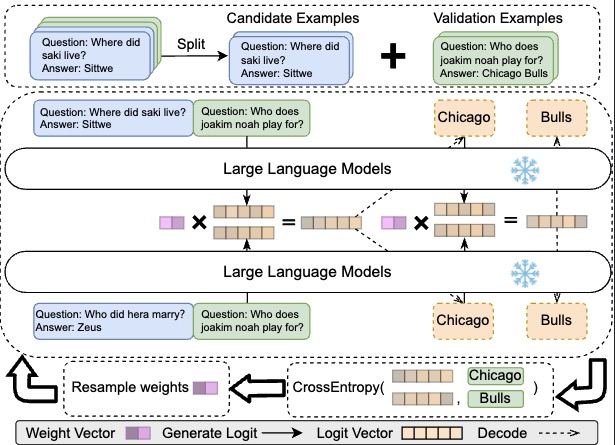 Candidate Examples
Validation Examples
Question: Where did
saki live?
Answer: Sittwe
Split
Question: Where did
saki live?
Answer: Sittwe
+
Question: Who does
joakim noah play for?
Answer: Chicago Bulls
Question: Where did saki live?
Answer: Sittwe
Question: Who does
joakim noah play for?
Chicago
Bulls
Large Language Models
× = × =
Large Language Models
Question: Who did hera marry?
Answer: Zeus
Question: Who does
joakim noah play for?
Chicago
Bulls
Resample weights
CrossEntropy( , )
Chicago
Bulls
Weight Vector Generate Logit Logit Vector Decode